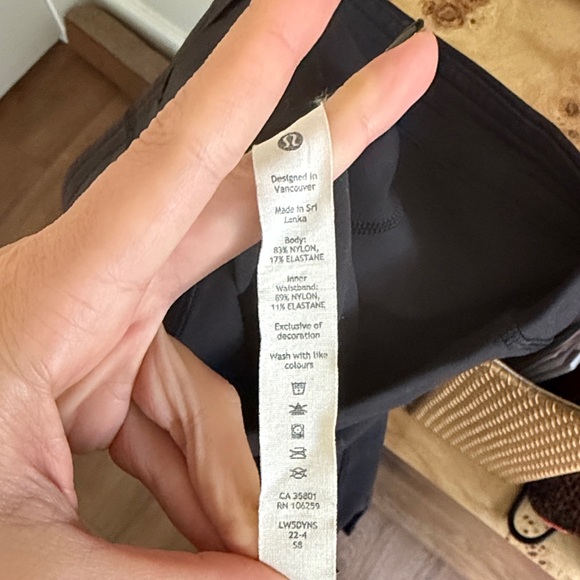 Designed in
Vancouver
Made in Sri
Lanka
Body:
83% NYLON,
17% ELASTANE
Inner
Waistband:
89% NYLON,
11% ELASTANE
Exclusive of
decoration
Wash with like
colours
CA 35801
RN 106259
LW5DYNS
22-4
S8